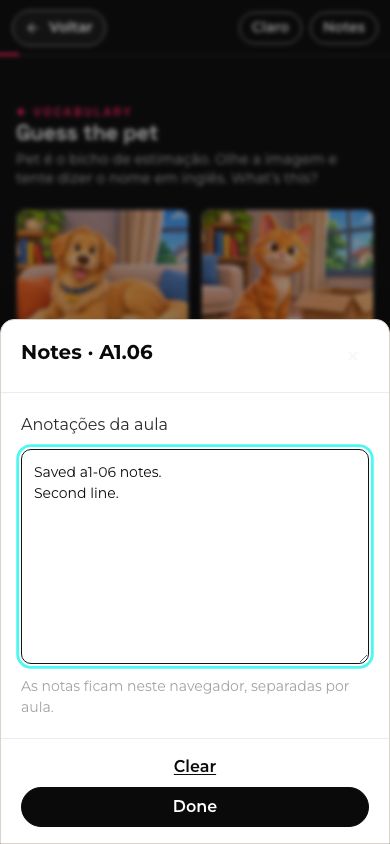 ← Voltar
Claro
Notes
VOCABULARY
Guess the pet
Pet é o bicho de estimação. Olhe a imagem e
tente dizer o nome em inglês. What's this?
Notes · A1.06
×
Anotações da aula
Saved a1-06 notes.
Second line.
As notas ficam neste navegador, separadas por
aula.
Clear
Done